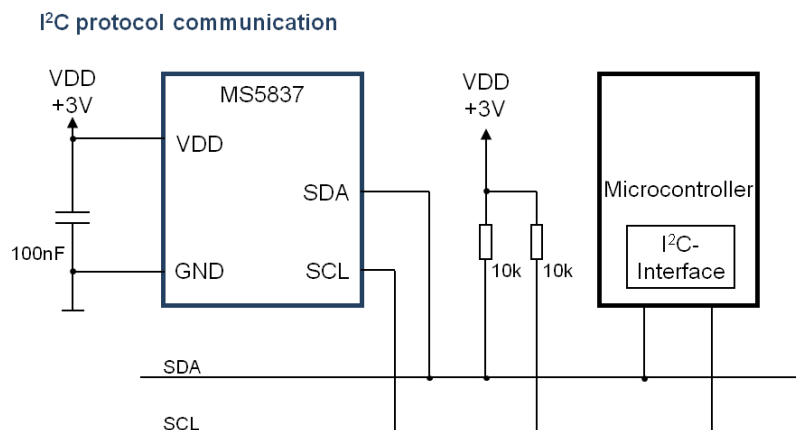 I²C protocol communication
VDD
+3V
MS5837
VDD
SDA
100nF
GND
SCL
VDD
+3V
10k
10k
Microcontroller
I²C-
Interface
SDA
SCL